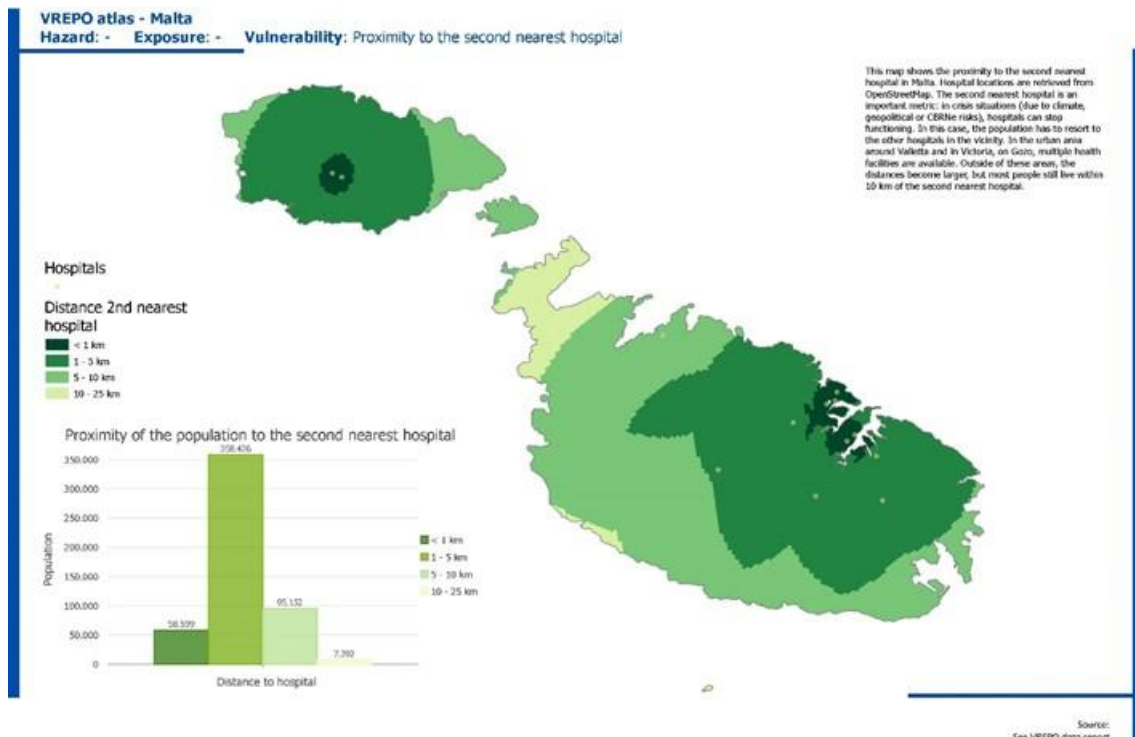 VREPO atlas - Malta
Hazard: - Exposure: - Vulnerability: Proximity to the second nearest hospital
This map shows the proximity to the second nearest
hospital in Malta. Hospital locations are retrieved from
OpenStreetMap. The second nearest hospital is an
important metric: in crisis situations (due to climate,
geopolitical or CBRNe risks), hospitals can stop
functioning. In this case, the population has to resort to
the other hospitals in the vicinity. In the urban area
around Valletta and in Victoria, on Gozo, multiple health
facilities are available. Outside of these areas, the
distances become larger, but most people still live within
10 km of the second nearest hospital.
Hospitals
Distance 2nd nearest
hospital
< 1 km
1 - 5 km
5 - 10 km
10 - 25 km
Proximity of the population to the second nearest hospital
350.000
300.000
250.000
200.000
150.000
100.000
50.000
0
Population
Distance to hospital
< 1 km
1 - 5 km
5 - 10 km
10 - 25 km
Source:
See VREPO data report